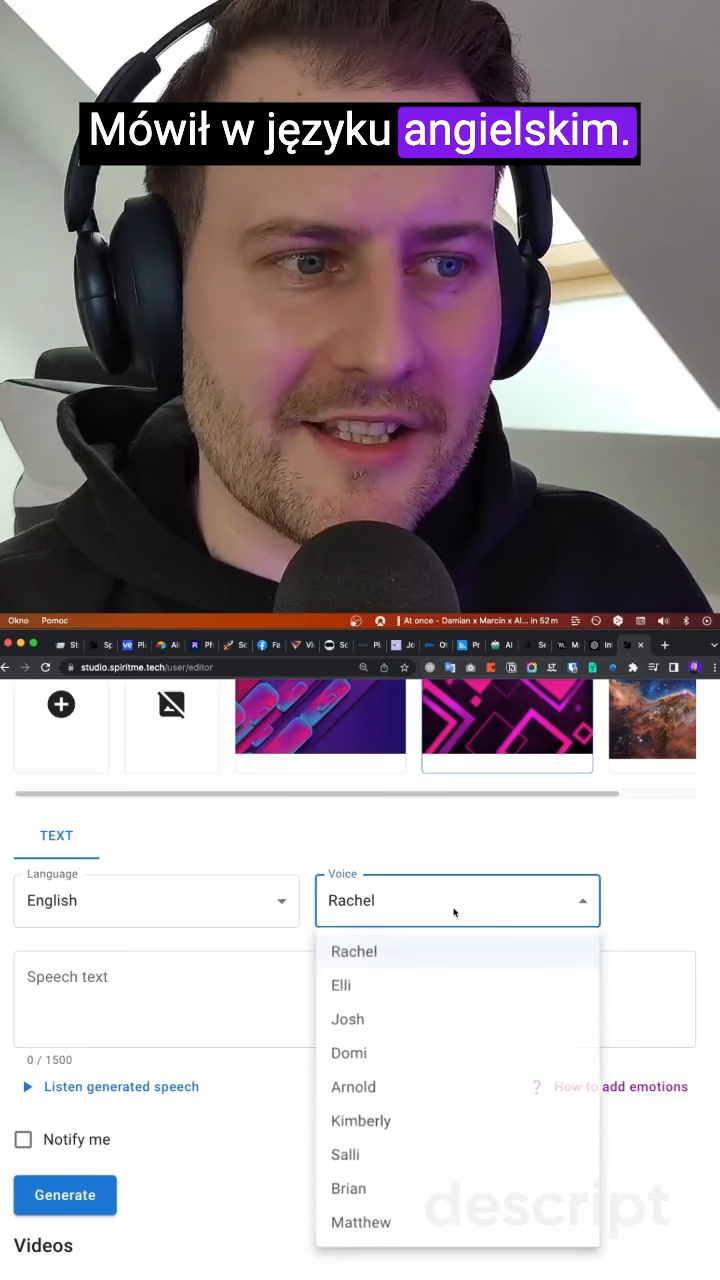 Mówił w języku angielskim.
Okno Pomoc At once - Damian x Marcin x Al... in 52 m
studio.spiritme.tech/user/editor
TEXT
Language
English
Voice
Rachel
Speech text
Rachel
Elli
Josh
Domi
Arnold
Kimberly
Salli
Brian
Matthew
0 / 1500
Listen generated speech
? How to add emotions
Notify me
Generate
descript
Videos